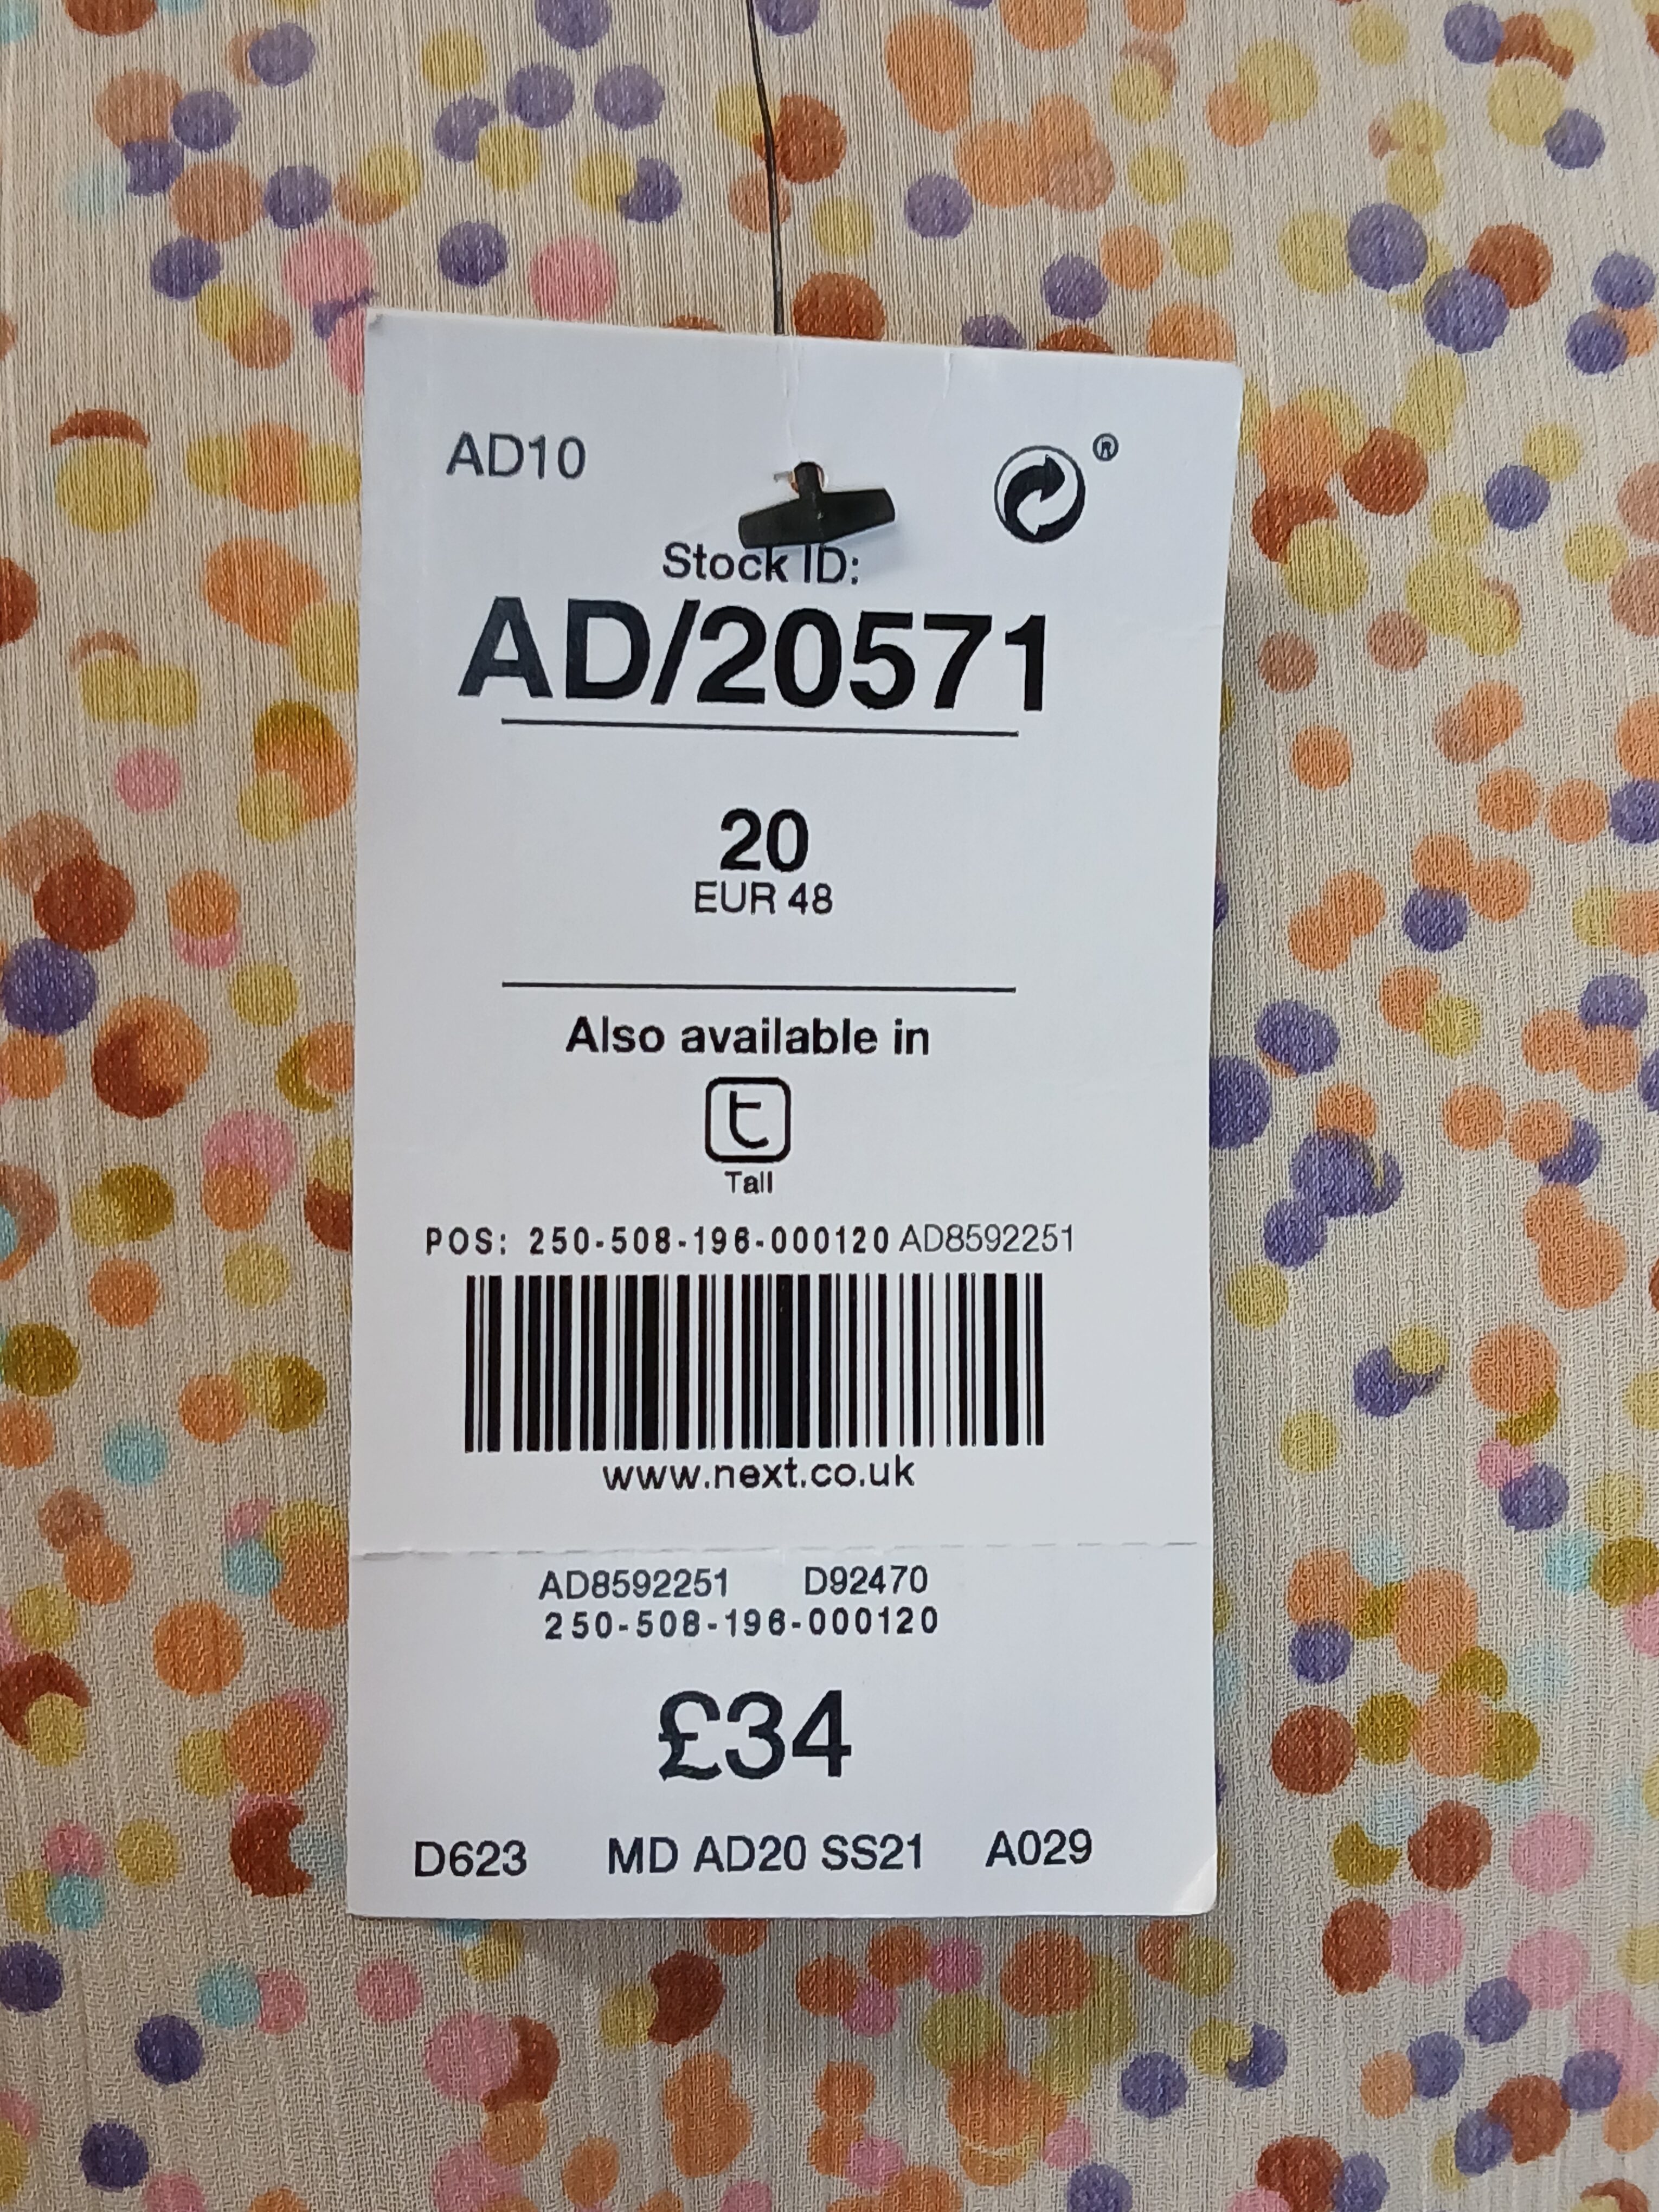 AD10
®
Stock ID:
AD/20571
20
EUR 48
Also available in
t
Tall
POS: 250-508-196-000120 AD8592251
www.next.co.uk
AD8592251 D92470
250-508-196-000120
£34
D623 MD AD20 SS21 A029